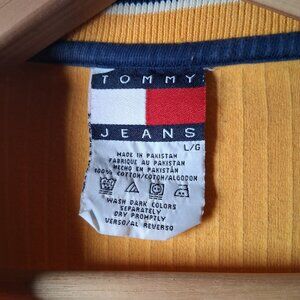 TOMMY
JEANS
L/G
MADE IN PAKISTAN
FABRIQUE AU PAKISTAN
HECHO EN PAKISTÁN
100% COTTON/COTON/ALGODON
WASH DARK COLORS
SEPARATELY
DRY PROMPTLY
VERSO/AL REVERSO